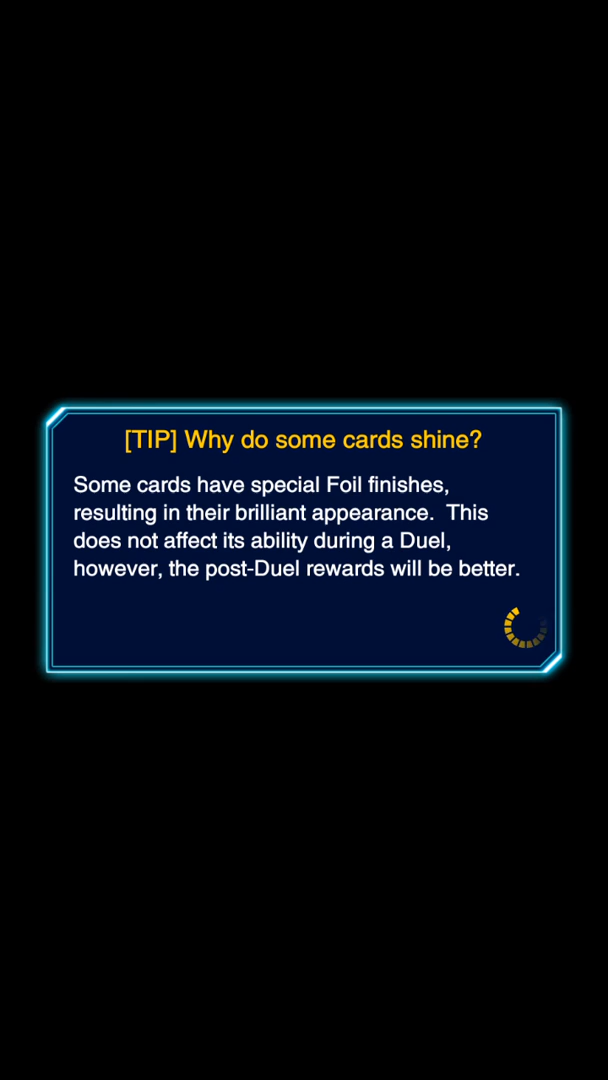 [TIP] Why do some cards shine?
Some cards have special Foil finishes,
resulting in their brilliant appearance.  This
does not affect its ability during a Duel,
however, the post-Duel rewards will be better.